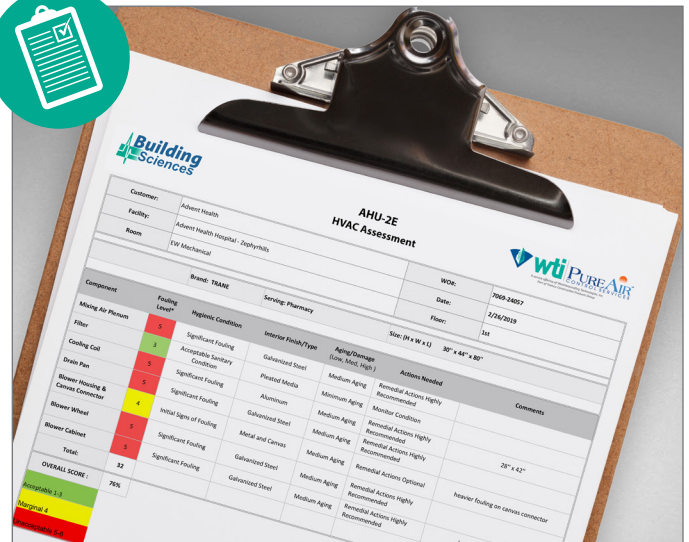 Building
Sciences
AHU-2E
HVAC Assessment
wti PURE AIR
CONTROL SERVICES
Customer: Advent Health
Facility: Advent Health Hospital - Zephyrhills
Room EW Mechanical
WO#: 7069-24057
Date: 2/26/2019
Floor: 1st
Brand: TRANE Serving: Pharmacy Size: (H x W x L) 30" x 44" x 80"
Component Fouling Level* Hygienic Condition Interior Finish/Type Aging/Damage (Low, Med, High ) Actions Needed Comments
Mixing Air Plenum 5 Significant Fouling Galvanized Steel Medium Aging Remedial Actions Highly Recommended
Filter 3 Acceptable Sanitary Condition Pleated Media Minimum Aging Monitor Condition
Cooling Coil 5 Significant Fouling Aluminum Medium Aging Remedial Actions Highly Recommended 28" x 42"
Drain Pan 5 Significant Fouling Galvanized Steel Medium Aging Remedial Actions Highly Recommended
Blower Housing & Canvas Connector 4 Initial Signs of Fouling Metal and Canvas Medium Aging Remedial Actions Optional heavier fouling on canvas connector
Blower Wheel 5 Significant Fouling Galvanized Steel Medium Aging Remedial Actions Highly Recommended
Blower Cabinet 5 Significant Fouling Galvanized Steel Medium Aging Remedial Actions Highly Recommended
Total: 32
OVERALL SCORE : 76%
Acceptable 1-3
Marginal 4
Unacceptable 5-6